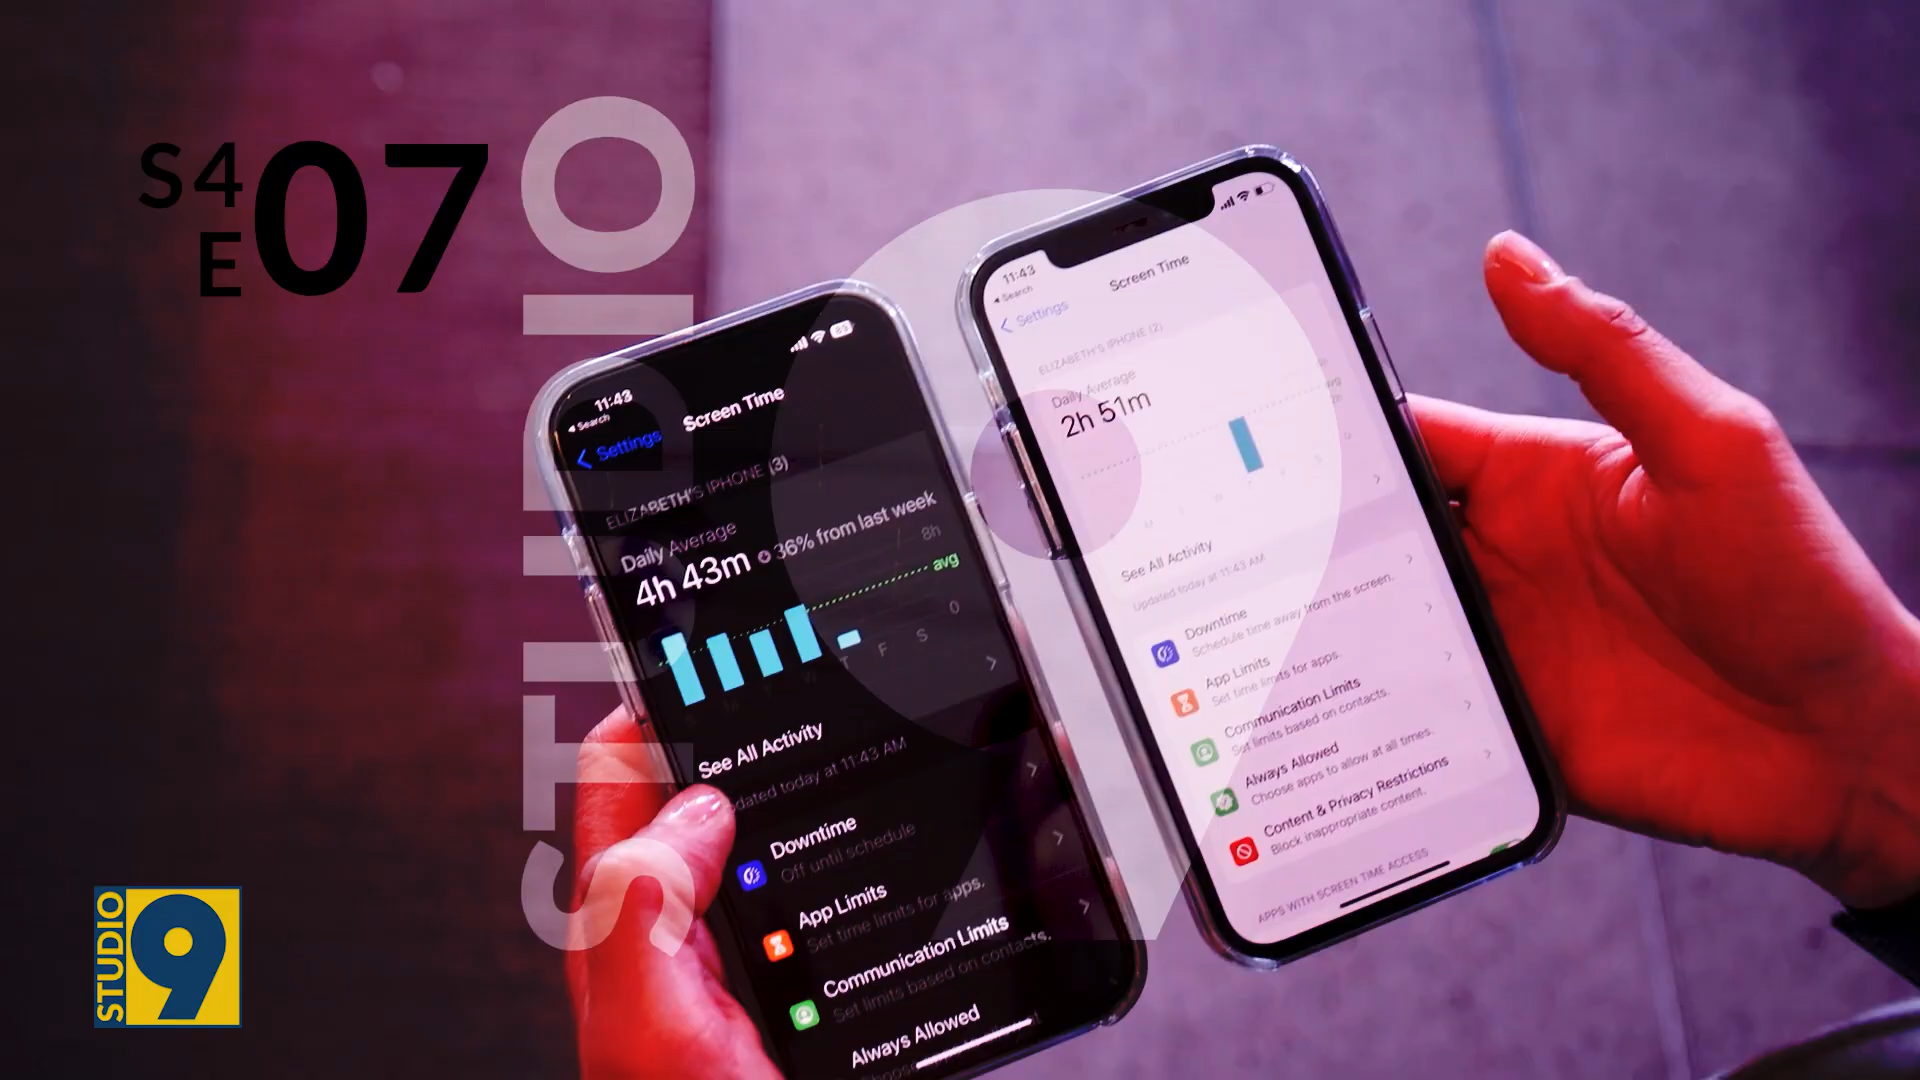 S4
E07
STUDIO
9
11:43
Search
Settings
Screen Time
ELIZABETH'S IPHONE (3)
Daily Average
4h 43m 36% from last week
8h
avg
0
T F S
See All Activity
Updated today at 11:43 AM
Downtime
Off until schedule
App Limits
Set time limits for apps.
Communication Limits
Set limits based on contacts.
Always Allowed
11:43
Search
Settings
Screen Time
ELIZABETH'S IPHONE (2)
Daily Average
2h 51m
avg
See All Activity
Updated today at 11:43 AM
Downtime
Schedule time away from the screen.
App Limits
Set time limits for apps.
Communication Limits
Set limits based on contacts.
Always Allowed
Choose apps to allow at all times.
Content & Privacy Restrictions
Block inappropriate content.
APPS WITH SCREEN TIME ACCESS
STUDIO
9